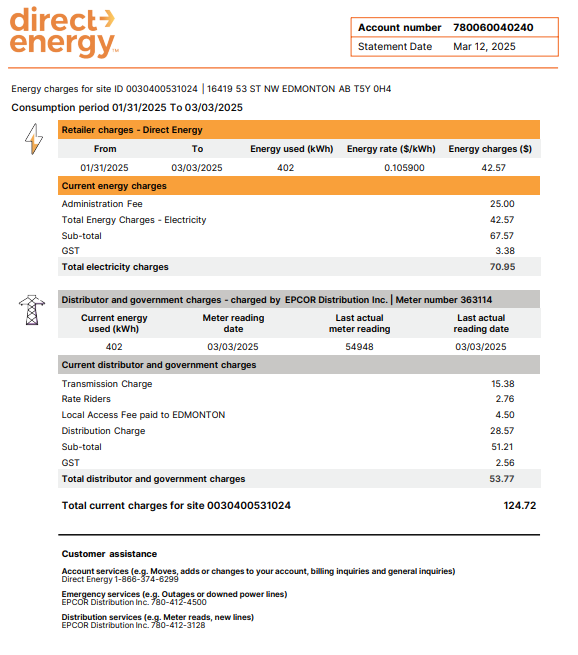 direct
energy™
Account number 780060040240
Statement Date Mar 12, 2025
Energy charges for site ID 0030400531024 | 16419 53 ST NW EDMONTON AB T5Y 0H4
Consumption period 01/31/2025 To 03/03/2025
Retailer charges - Direct Energy
From To Energy used (kWh) Energy rate ($/kWh) Energy charges ($)
01/31/2025 03/03/2025 402 0.105900 42.57
Current energy charges
Administration Fee 25.00
Total Energy Charges - Electricity 42.57
Sub-total 67.57
GST 3.38
Total electricity charges 70.95
Distributor and government charges - charged by EPCOR Distribution Inc. | Meter number 363114
Current energy Meter reading Last actual Last actual
used (kWh) date meter reading reading date
402 03/03/2025 54948 03/03/2025
Current distributor and government charges
Transmission Charge 15.38
Rate Riders 2.76
Local Access Fee paid to EDMONTON 4.50
Distribution Charge 28.57
Sub-total 51.21
GST 2.56
Total distributor and government charges 53.77
Total current charges for site 0030400531024 124.72
Customer assistance
Account services (e.g. Moves, adds or changes to your account, billing inquiries and general inquiries)
Direct Energy 1-866-374-6299
Emergency services (e.g. Outages or downed power lines)
EPCOR Distribution Inc. 780-412-4500
Distribution services (e.g. Meter reads, new lines)
EPCOR Distribution Inc. 780-412-3128